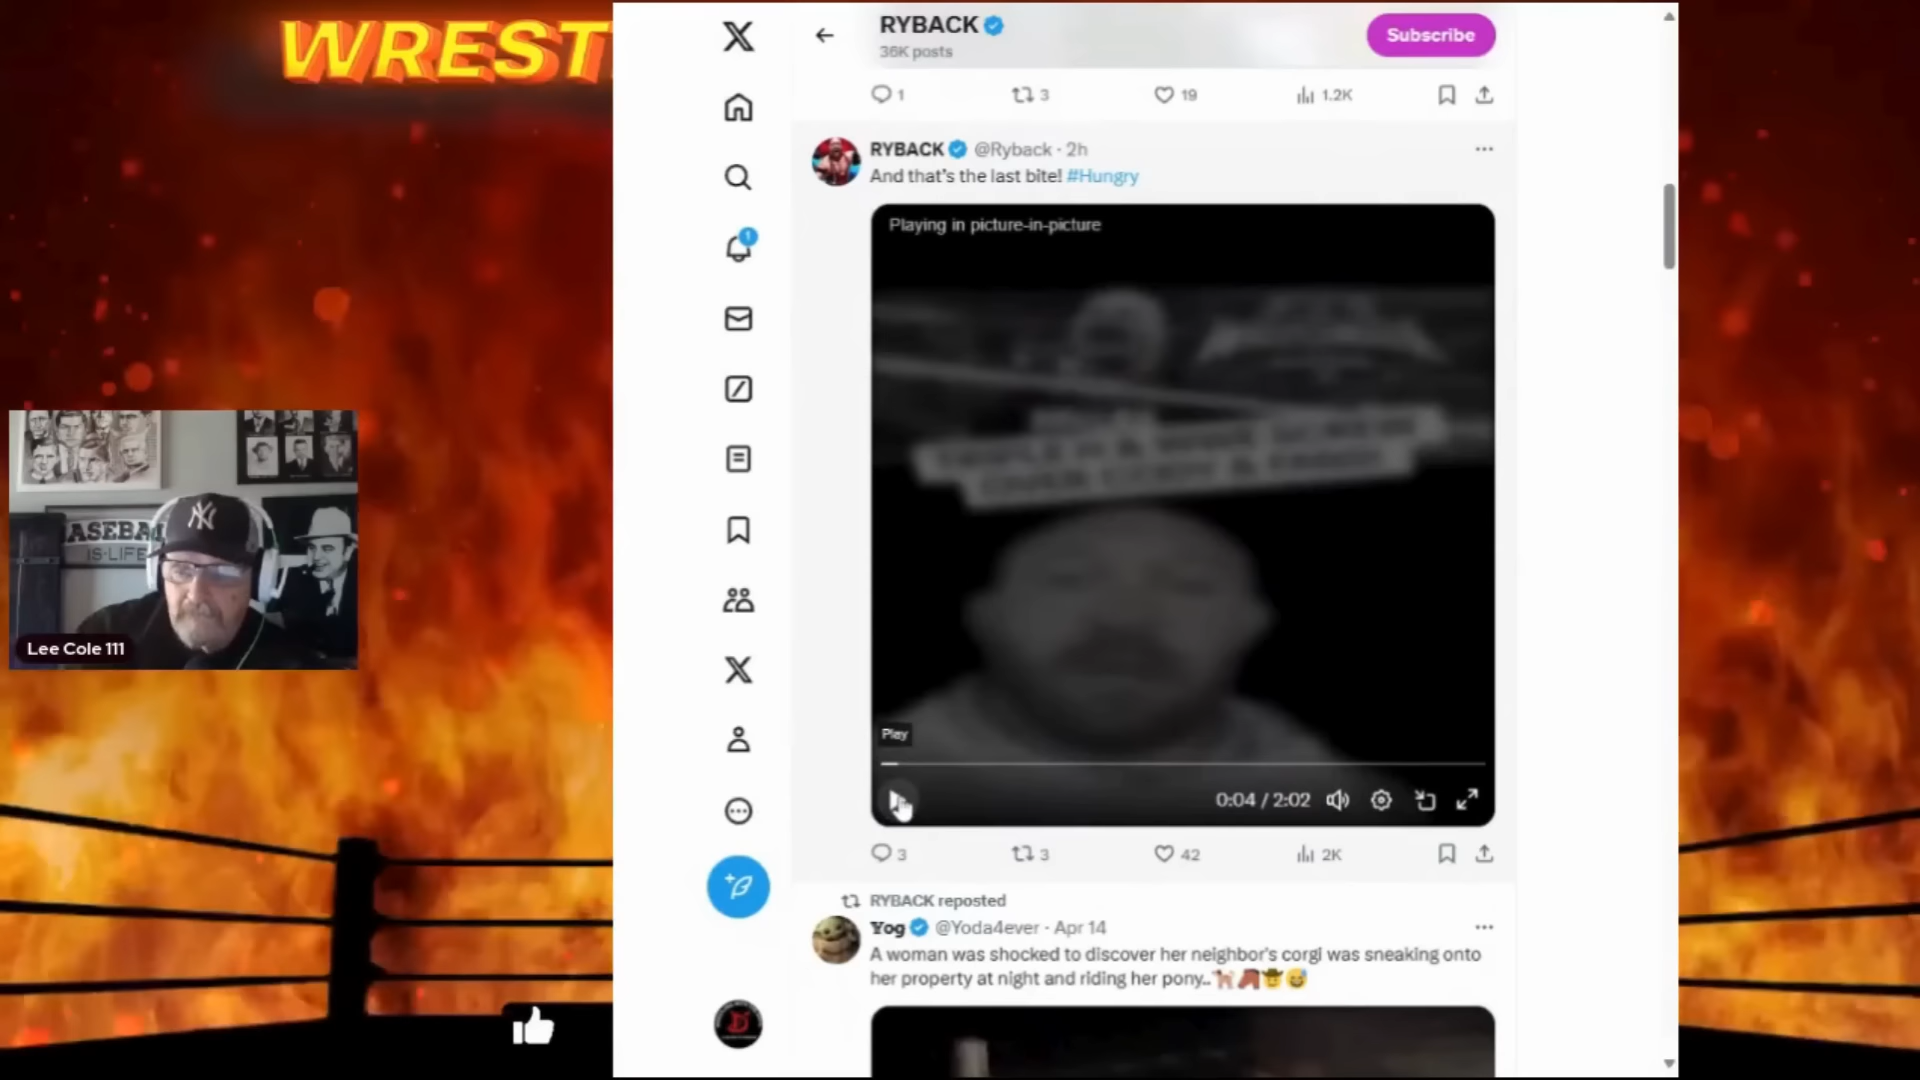 WREST
RYBACK
36K posts
Subscribe
1
3
19
1.2K
RYBACK @Ryback · 2h
And that's the last bite! #Hungry
Playing in picture-in-picture
Play
0:04 / 2:02
3
3
42
2K
RYBACK reposted
Yog @Yoda4ever · Apr 14
A woman was shocked to discover her neighbor's corgi was sneaking onto
her property at night and riding her pony..
1
NY
IS·LIFE
Lee Cole 111